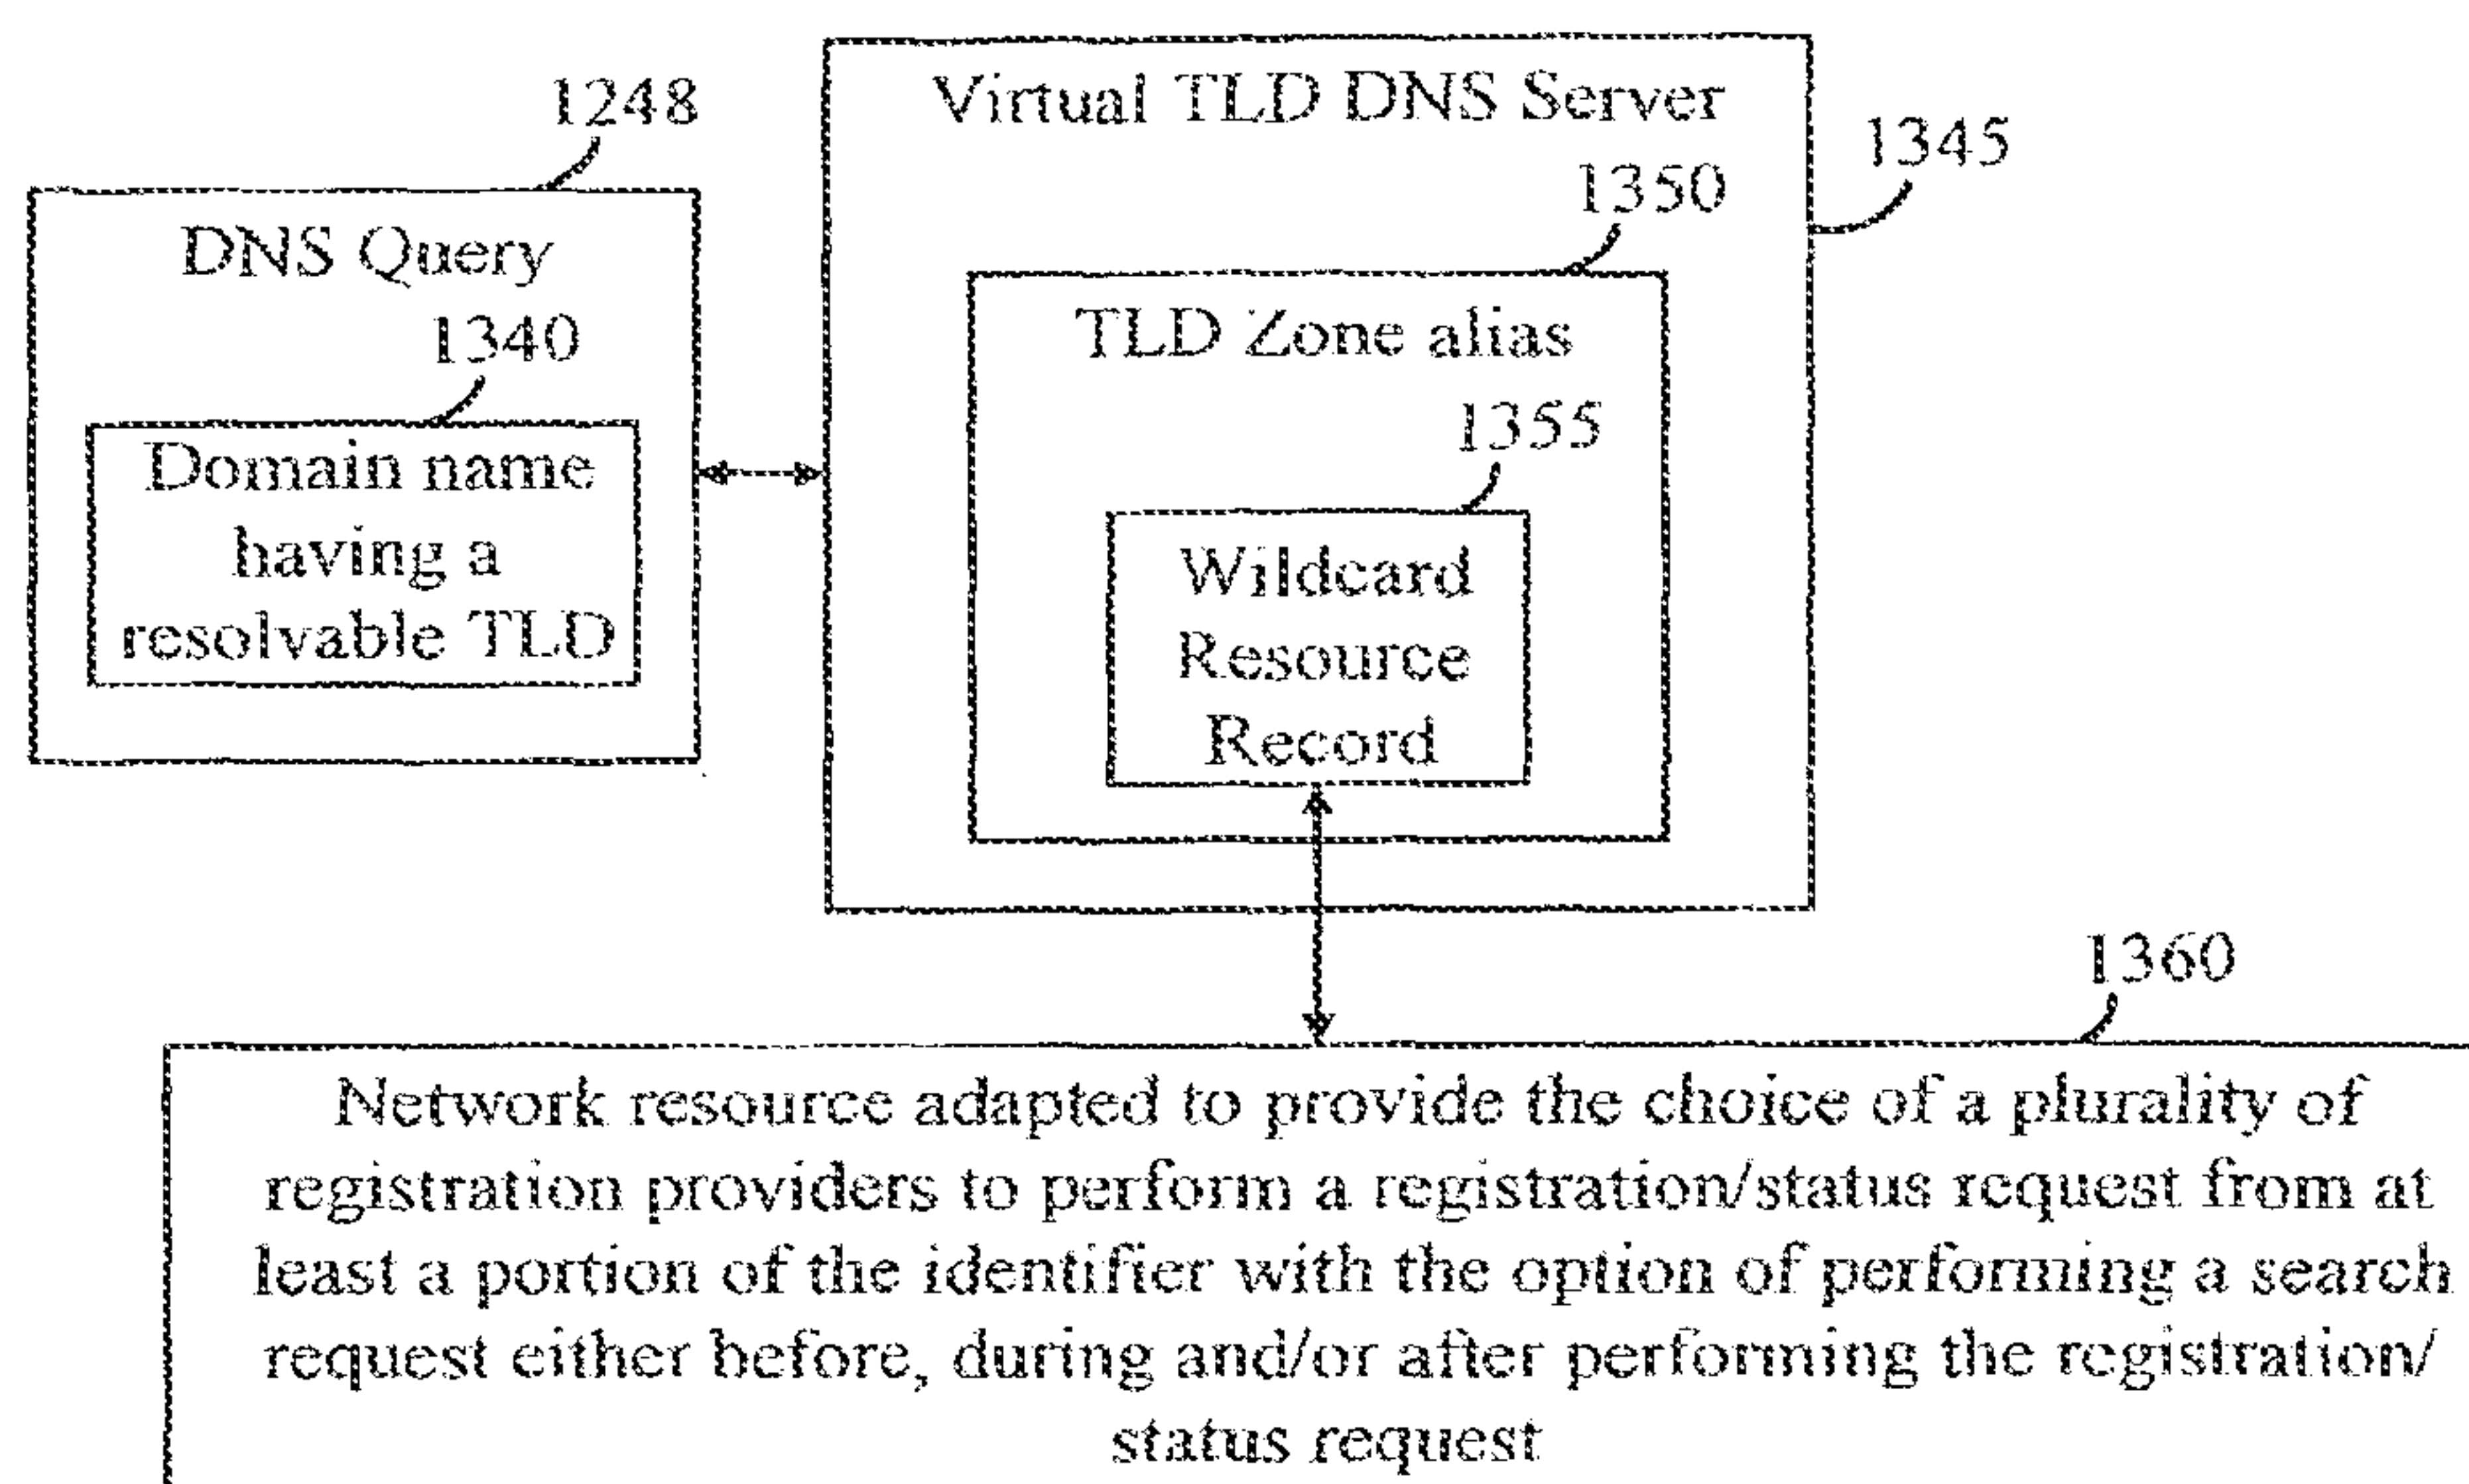 1248
DNS Query
1340
Domain name
having a
resolvable TLD
Virtual TLD DNS Server
1345
1350
TLD Zone alias
1355
Wildcard
Resource
Record
1360
Network resource adapted to provide the choice of a plurality of
registration providers to perform a registration/status request from at
least a portion of the identifier with the option of performing a search
request either before, during and/or after performing the registration/
status request